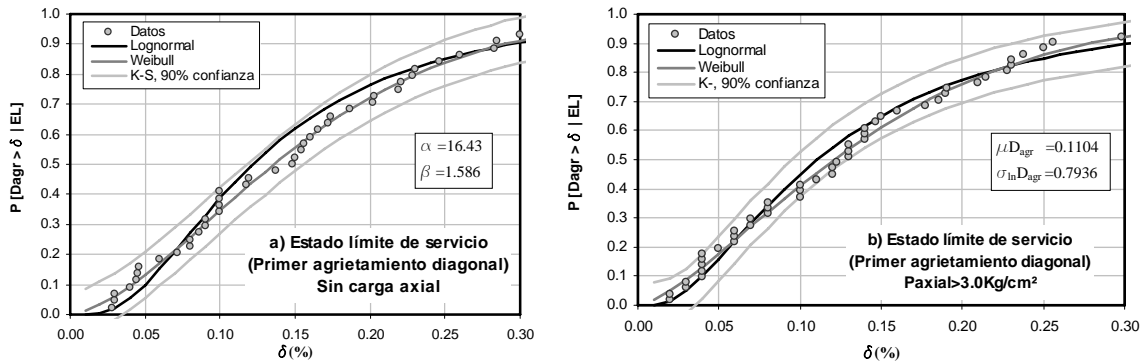 Datos
Lognormal
Weibull
K-S, 90% confianza
1.0
0.9
0.8
0.7
0.6
0.5
0.4
0.3
0.2
0.1
0.0
P [Dagr > δ | EL]
α =16.43
β =1.586
a) Estado límite de servicio
(Primer agrietamiento diagonal)
Sin carga axial
0.00 0.05 0.10 0.15 0.20 0.25 0.30
δ (%)
Datos
Lognormal
Weibull
K-, 90% confianza
1.0
0.9
0.8
0.7
0.6
0.5
0.4
0.3
0.2
0.1
0.0
P [Dagr > δ | EL]
μDagr =0.1104
σlnDagr =0.7936
b) Estado límite de servicio
(Primer agrietamiento diagonal)
Paxial>3.0Kg/cm²
0.00 0.05 0.10 0.15 0.20 0.25 0.30
δ (%)